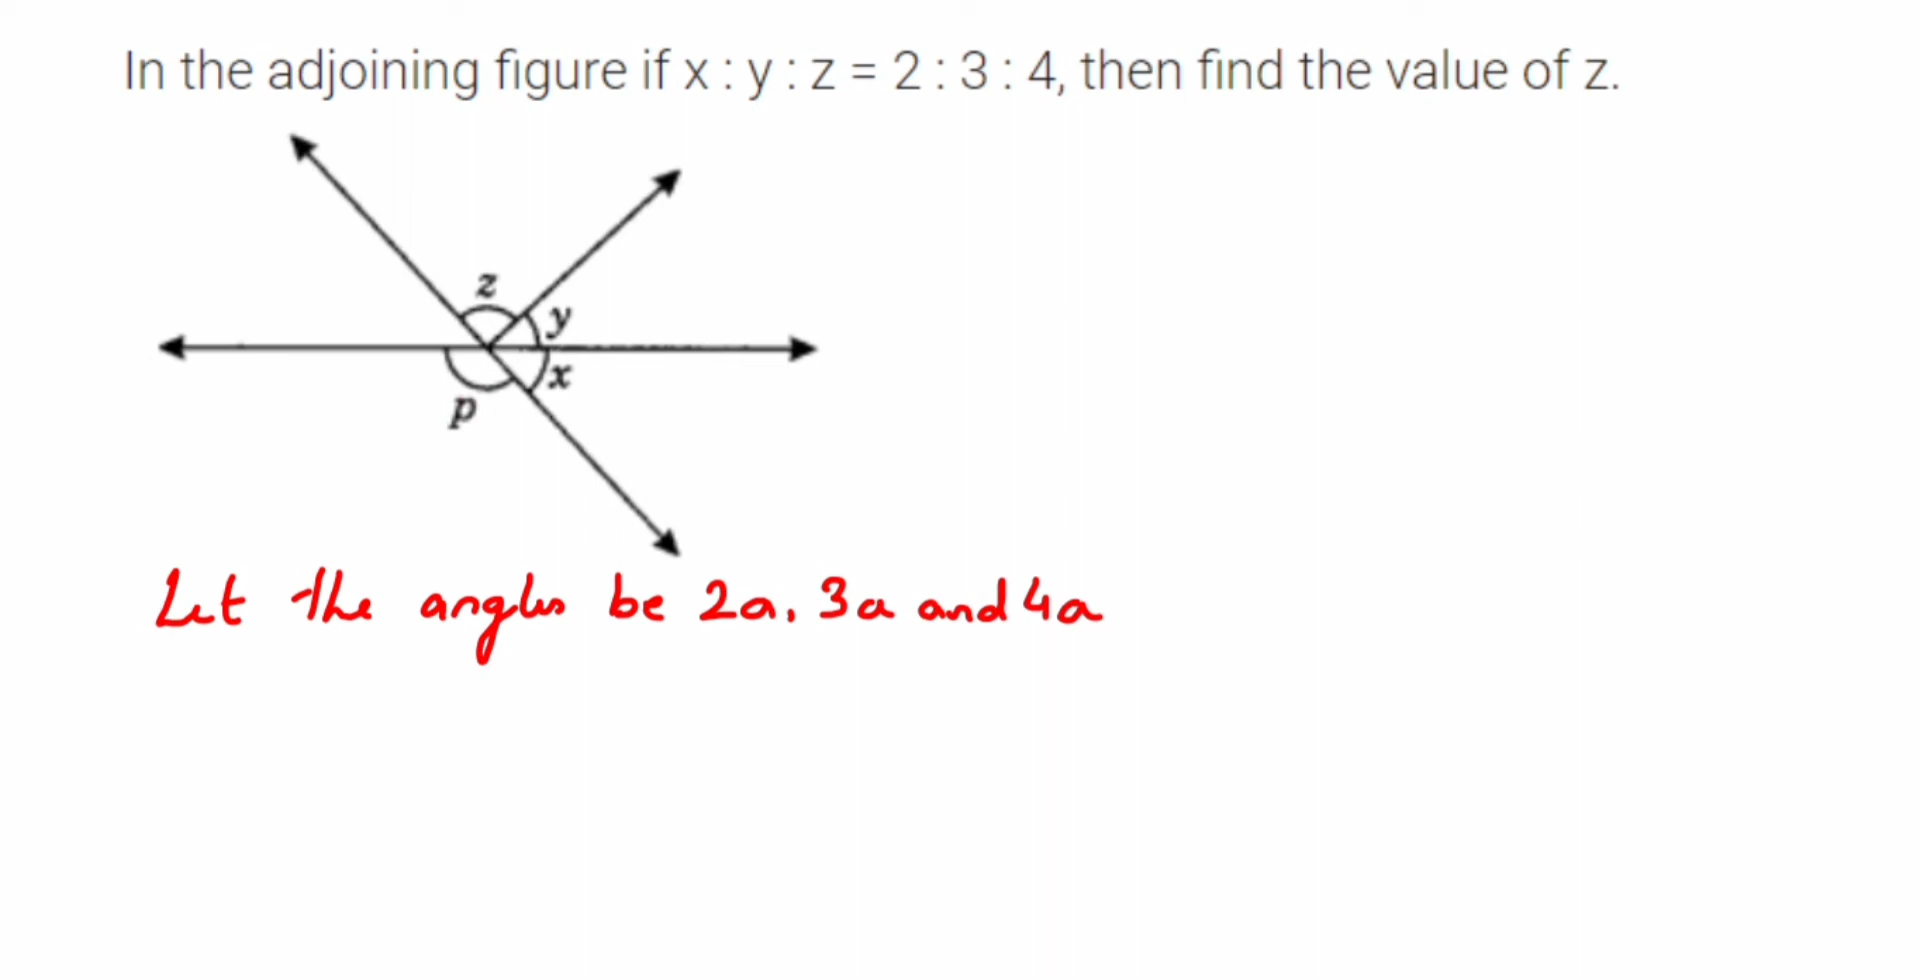 In the adjoining figure if x : y : z = 2 : 3 : 4, then find the value of z.
z
y
x
p
Let the angles be 2a, 3a and 4a